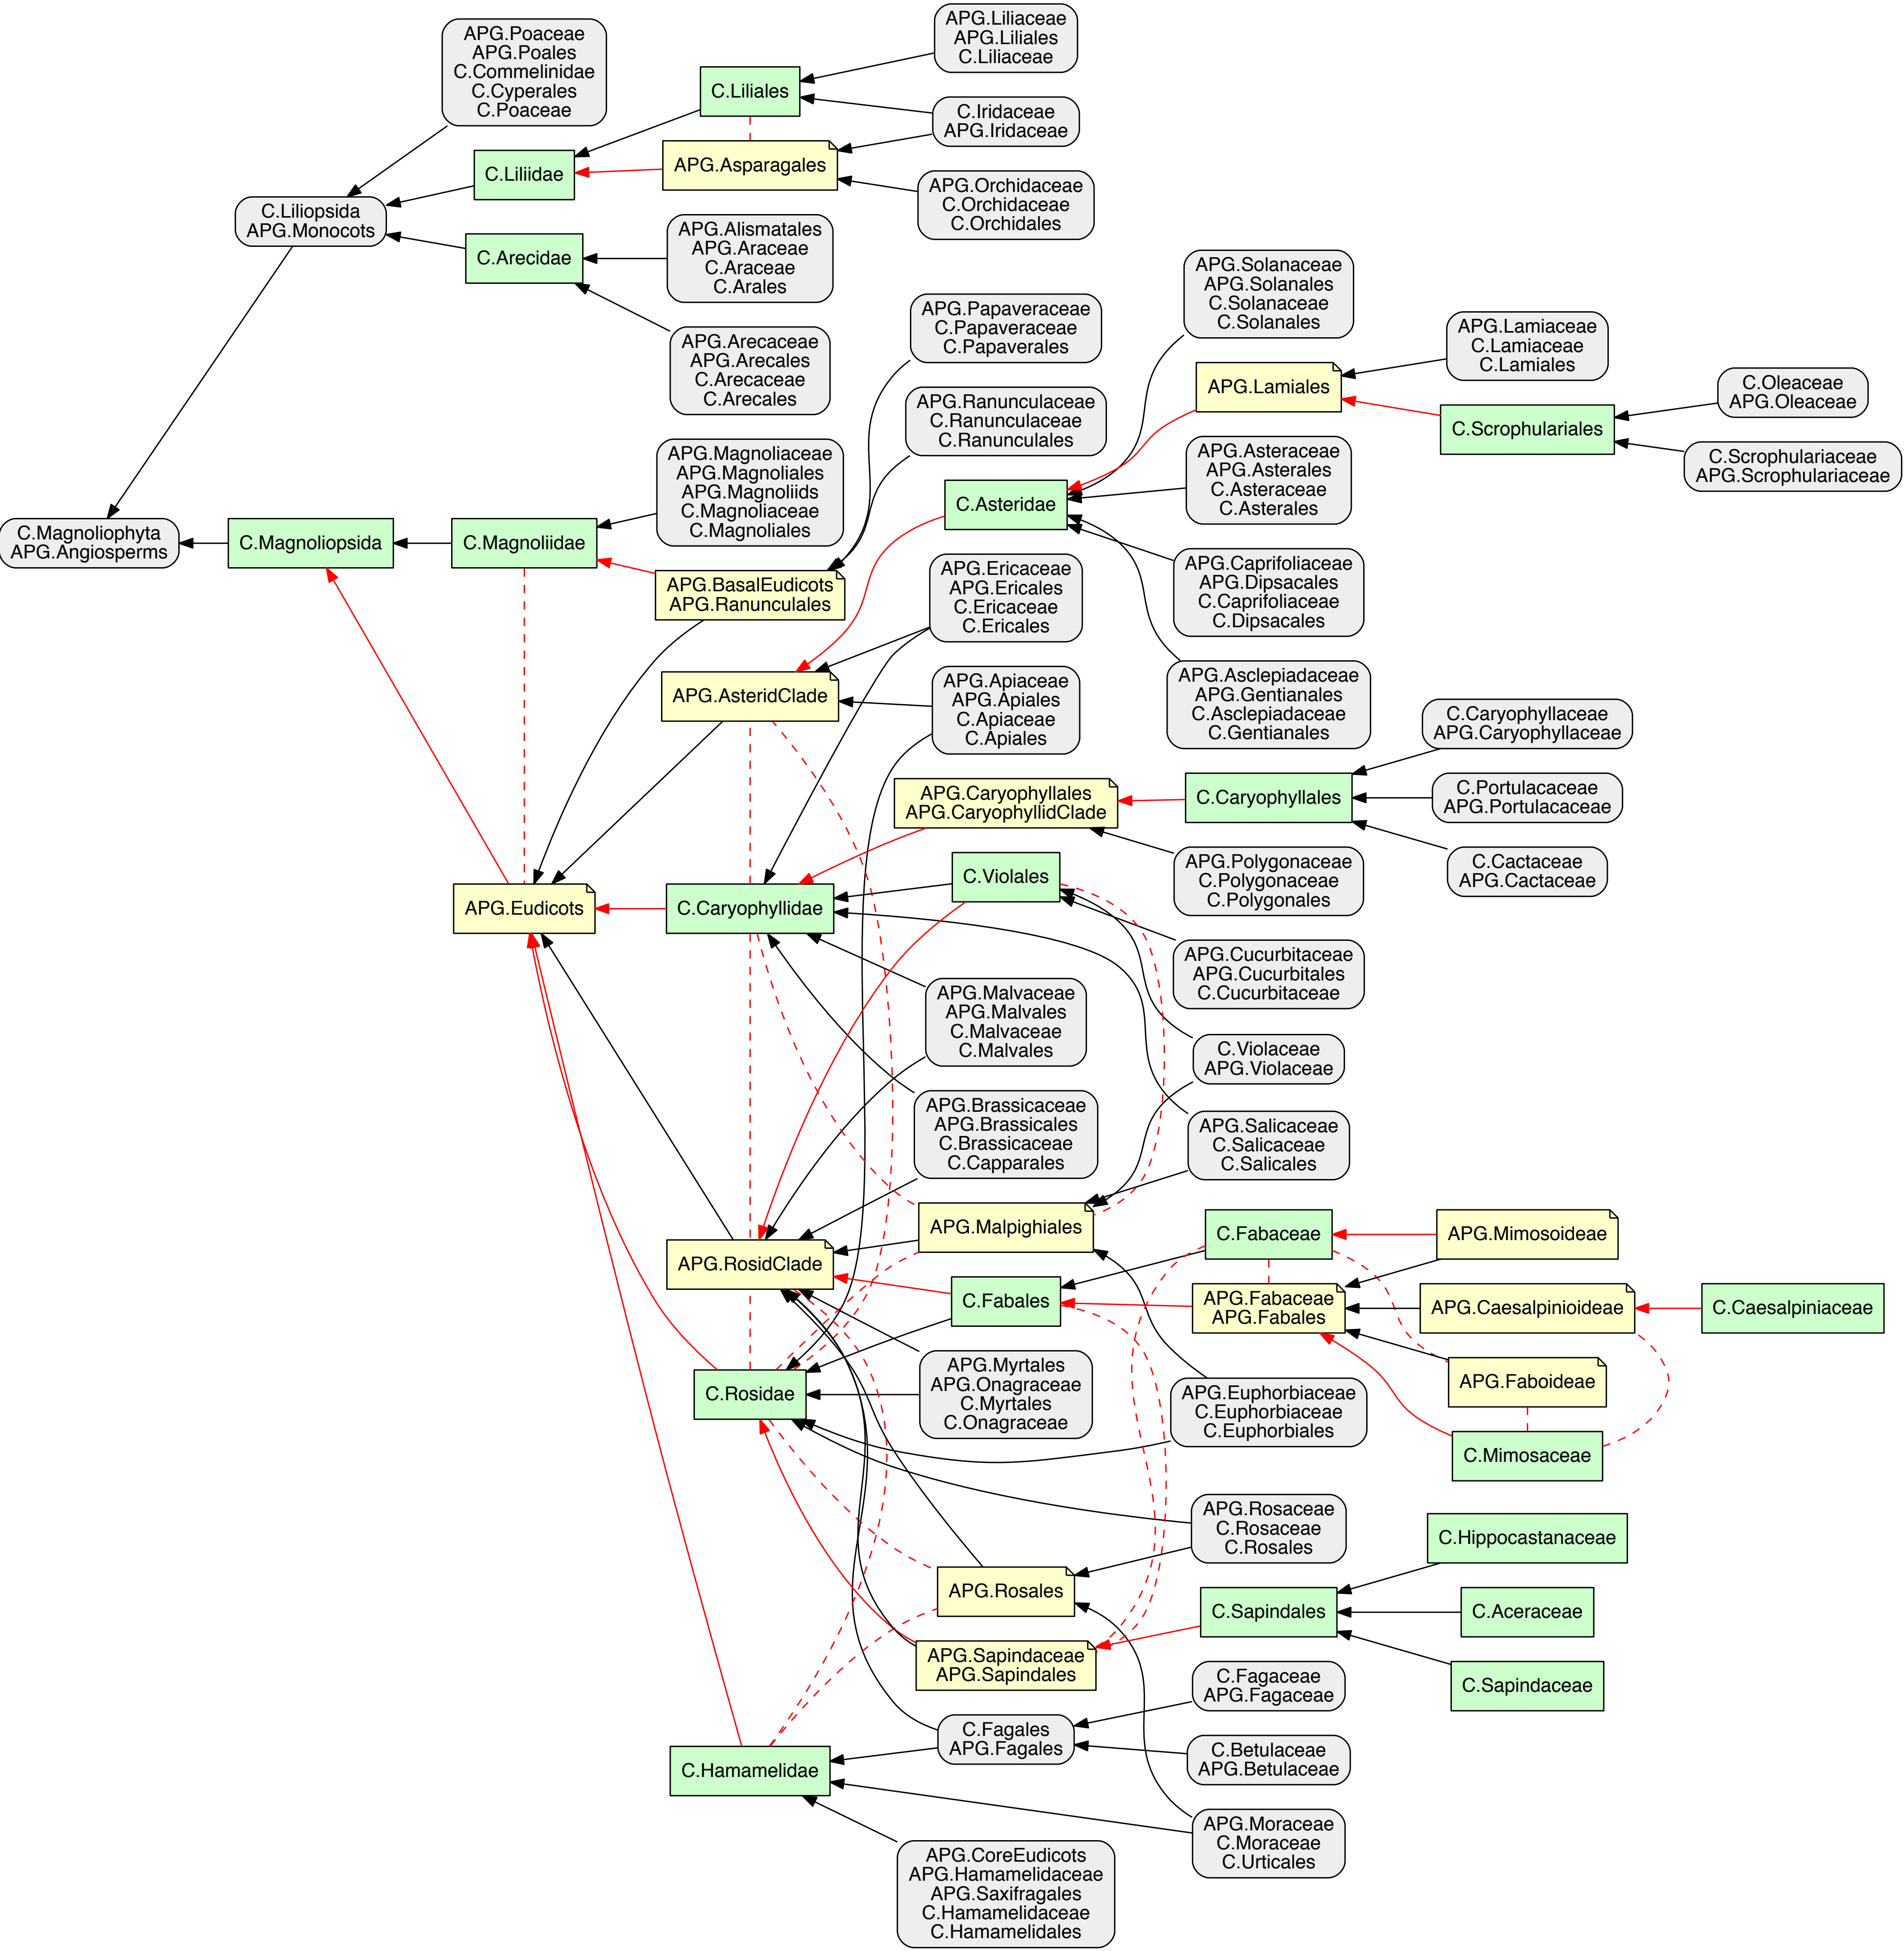 APG.Poaceae
APG.Poales
C.Commelinidae
C.Cyperales
C.Poaceae
APG.Liliaceae
APG.Liliales
C.Liliaceae
C.Liliales
C.Iridaceae
APG.Iridaceae
APG.Asparagales
C.Liliidae
APG.Orchidaceae
C.Orchidaceae
C.Orchidales
C.Liliopsida
APG.Monocots
C.Arecidae
APG.Alismatales
APG.Araceae
C.Araceae
C.Arales
APG.Arecaceae
APG.Arecales
C.Arecaceae
C.Arecales
APG.Papaveraceae
C.Papaveraceae
C.Papaverales
APG.Solanaceae
APG.Solanales
C.Solanaceae
C.Solanales
APG.Lamiaceae
C.Lamiaceae
C.Lamiales
APG.Lamiales
C.Oleaceae
APG.Oleaceae
APG.Ranunculaceae
C.Ranunculaceae
C.Ranunculales
C.Scrophulariales
C.Scrophulariaceae
APG.Scrophulariaceae
APG.Magnoliaceae
APG.Magnoliales
APG.Magnoliids
C.Magnoliaceae
C.Magnoliales
APG.Asteraceae
APG.Asterales
C.Asteraceae
C.Asterales
C.Asteridae
C.Magnoliophyta
APG.Angiosperms
C.Magnoliopsida
C.Magnoliidae
APG.BasalEudicots
APG.Ranunculales
APG.Ericaceae
APG.Ericales
C.Ericaceae
C.Ericales
APG.Caprifoliaceae
APG.Dipsacales
C.Caprifoliaceae
C.Dipsacales
APG.AsteridClade
APG.Apiaceae
APG.Apiales
C.Apiaceae
C.Apiales
APG.Asclepiadaceae
APG.Gentianales
C.Asclepiadaceae
C.Gentianales
C.Caryophyllaceae
APG.Caryophyllaceae
APG.Caryophyllales
APG.CaryophyllidClade
C.Caryophyllales
C.Portulacaceae
APG.Portulacaceae
C.Cactaceae
APG.Cactaceae
APG.Polygonaceae
C.Polygonaceae
C.Polygonales
C.Violales
APG.Eudicots
C.Caryophyllidae
APG.Cucurbitaceae
APG.Cucurbitales
C.Cucurbitaceae
APG.Malvaceae
APG.Malvales
C.Malvaceae
C.Malvales
C.Violaceae
APG.Violaceae
APG.Brassicaceae
APG.Brassicales
C.Brassicaceae
C.Capparales
APG.Salicaceae
C.Salicaceae
C.Salicales
APG.Malpighiales
C.Fabaceae
APG.Mimosoideae
APG.RosidClade
C.Fabales
APG.Fabaceae
APG.Fabales
APG.Caesalpinioideae
C.Caesalpiniaceae
C.Rosidae
APG.Myrtales
APG.Onagraceae
C.Myrtales
C.Onagraceae
APG.Euphorbiaceae
C.Euphorbiaceae
C.Euphorbiales
APG.Faboideae
C.Mimosaceae
APG.Rosaceae
C.Rosaceae
C.Rosales
C.Hippocastanaceae
APG.Rosales
C.Sapindales
C.Aceraceae
APG.Sapindaceae
APG.Sapindales
C.Sapindaceae
C.Fagaceae
APG.Fagaceae
C.Fagales
APG.Fagales
C.Betulaceae
APG.Betulaceae
C.Hamamelidae
APG.Moraceae
C.Moraceae
C.Urticales
APG.CoreEudicots
APG.Hamamelidaceae
APG.Saxifragales
C.Hamamelidaceae
C.Hamamelidales